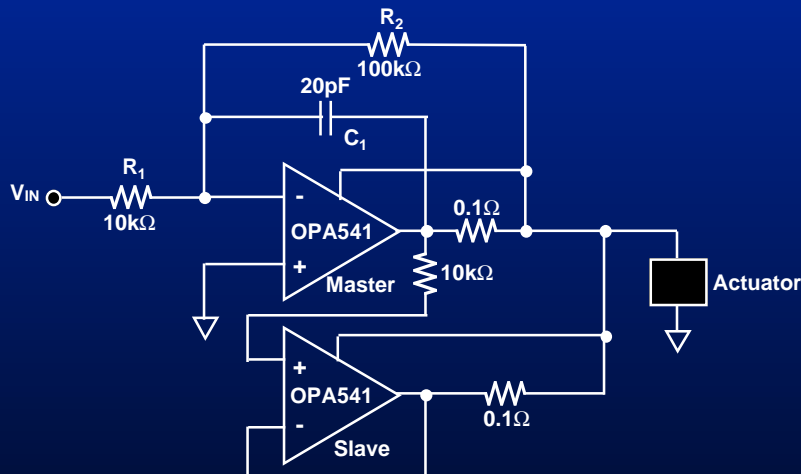 R2
100kΩ
20pF
C1
R1
VIN
10kΩ
-
OPA541
+
Master
0.1Ω
10kΩ
Actuator
+
OPA541
-
Slave
0.1Ω